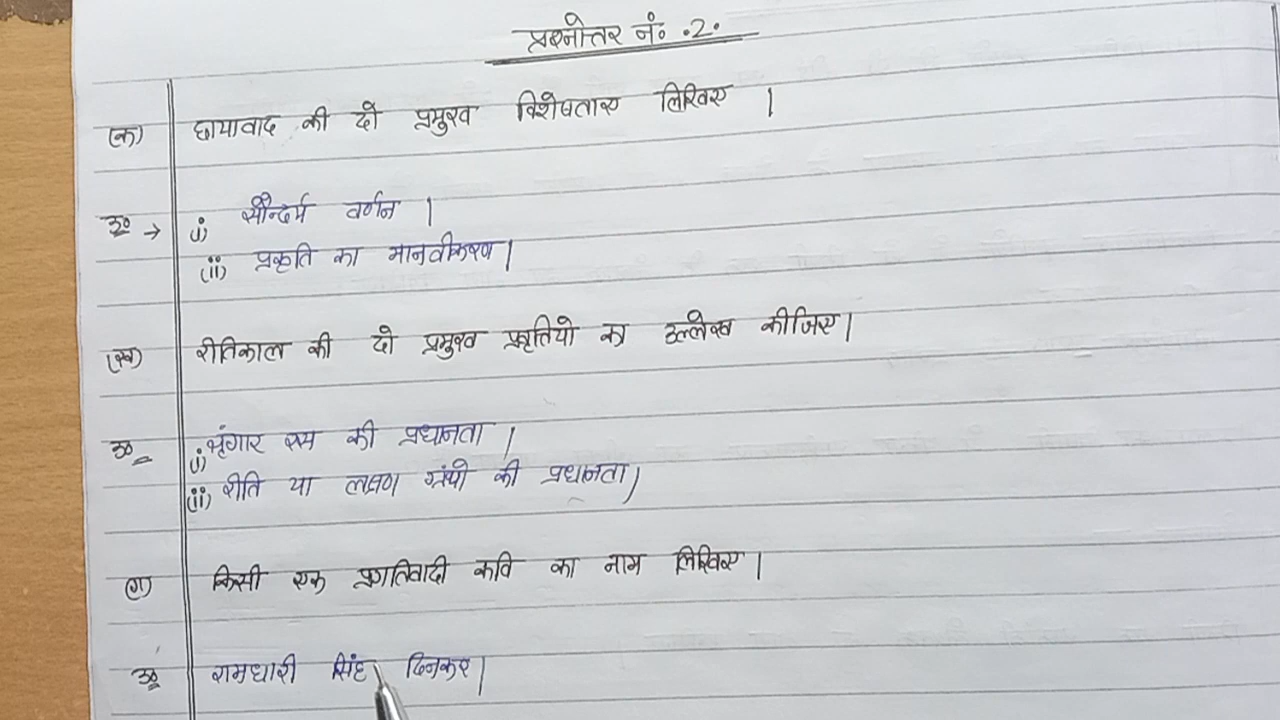 प्रश्नोत्तर नं० .2.
(क) छायावाद की दो प्रमुख विशेषताए लिखिए |
उ० → (i) सौन्दर्य वर्णन |
(ii) प्रकृति का मानवीकरण |
(ख) रीतिकाल की दो प्रमुख प्रवृतियो का उल्लेख कीजिए |
उ० (i) श्रृंगार रस की प्रधानता |
(ii) रीति या लक्षण ग्रंथो की प्रधानता |
(ग) किसी एक प्रगतिवादी कवि का नाम लिखिए |
उ० रामधारी सिंह दिनकर |